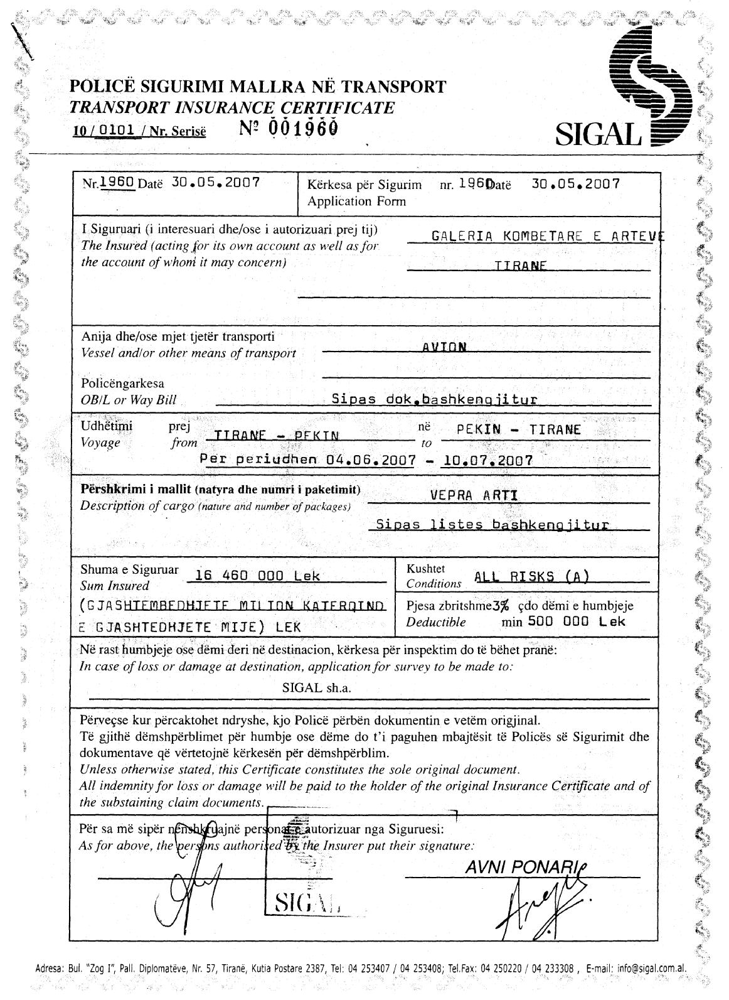 POLICË SIGURIMI MALLRA NË TRANSPORT
TRANSPORT INSURANCE CERTIFICATE
10 / 0101 / Nr. Serisë Nº 001960
SIGAL
Nr. 1960 Datë 30.05.2007
Kërkesa për Sigurim nr. 1960 Datë 30.05.2007
Application Form
I Siguruari (i interesuari dhe/ose i autorizuari prej tij)
The Insured (acting for its own account as well as for
the account of whom it may concern)
GALERIA KOMBETARE E ARTEVE
TIRANE
Anija dhe/ose mjet tjetër transporti
Vessel and/or other means of transport
AVION
Policëngarkesa
OB/L or Way Bill
Sipas dok.bashkengjitur
Udhëtimi prej TIRANE - PEKIN në PEKIN - TIRANE
Voyage from to
Per periudhen 04.06.2007 - 10.07.2007
Përshkrimi i mallit (natyra dhe numri i paketimit)
Description of cargo (nature and number of packages)
VEPRA ARTI
Sipas listes bashkengjitur
Shuma e Siguruar 16 460 000 Lek
Sum Insured
(GJASHTEMBEDHJETE MILION KATERQIND
E GJASHTEDHJETE MIJE) LEK
Kushtet
Conditions ALL RISKS (A)
Pjesa zbritshme 3% çdo dëmi e humbjeje
Deductible min 500 000 Lek
Në rast humbjeje ose dëmi deri në destinacion, kërkesa për inspektim do të bëhet pranë:
In case of loss or damage at destination, application for survey to be made to:
SIGAL sh.a.
Përveçse kur përcaktohet ndryshe, kjo Policë përbën dokumentin e vetëm origjinal.
Të gjithë dëmshpërblimet për humbje ose dëme do t'i paguhen mbajtësit të Policës së Sigurimit dhe
dokumentave që vërtetojnë kërkesën për dëmshpërblim.
Unless otherwise stated, this Certificate constitutes the sole original document.
All indemnity for loss or damage will be paid to the holder of the original Insurance Certificate and of
the substaining claim documents.
Për sa më sipër nënshkruajnë personat e autorizuar nga Siguruesi:
As for above, the persons authorised by the Insurer put their signature:
AVNI PONARI
SIGAL
Adresa: Bul. "Zog I", Pall. Diplomatëve, Nr. 57, Tiranë, Kutia Postare 2387, Tel: 04 253407 / 04 253408; Tel.Fax: 04 250220 / 04 233308 , E-mail: info@sigal.com.al.